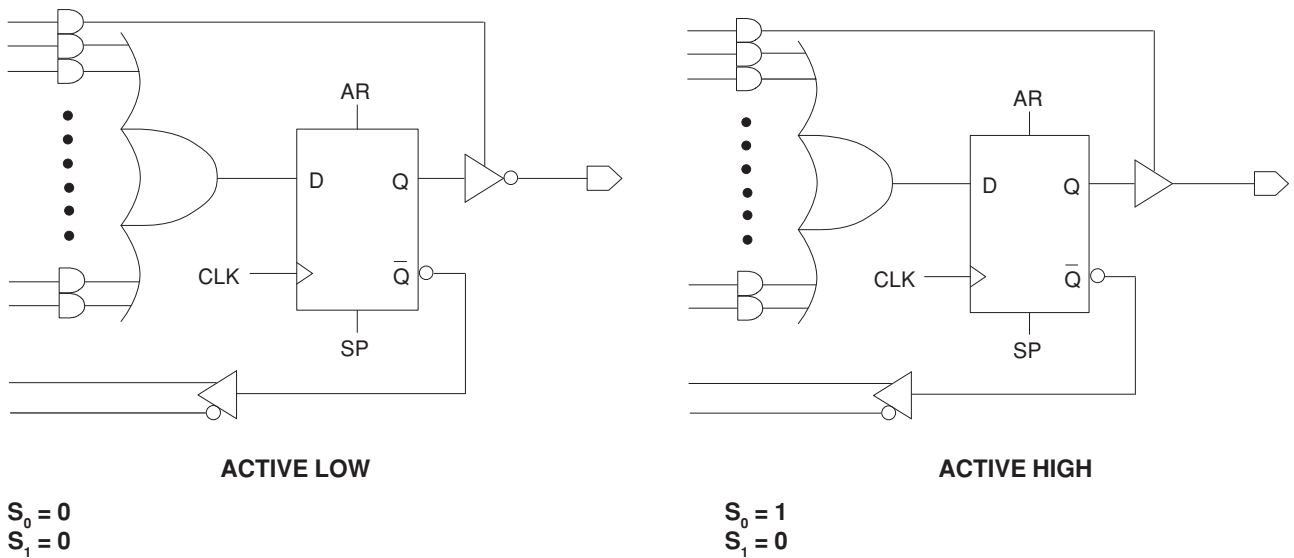 AR
D Q
CLK
Q̅
SP
ACTIVE LOW
S₀ = 0
S₁ = 0
AR
D Q
CLK
Q̅
SP
ACTIVE HIGH
S₀ = 1
S₁ = 0